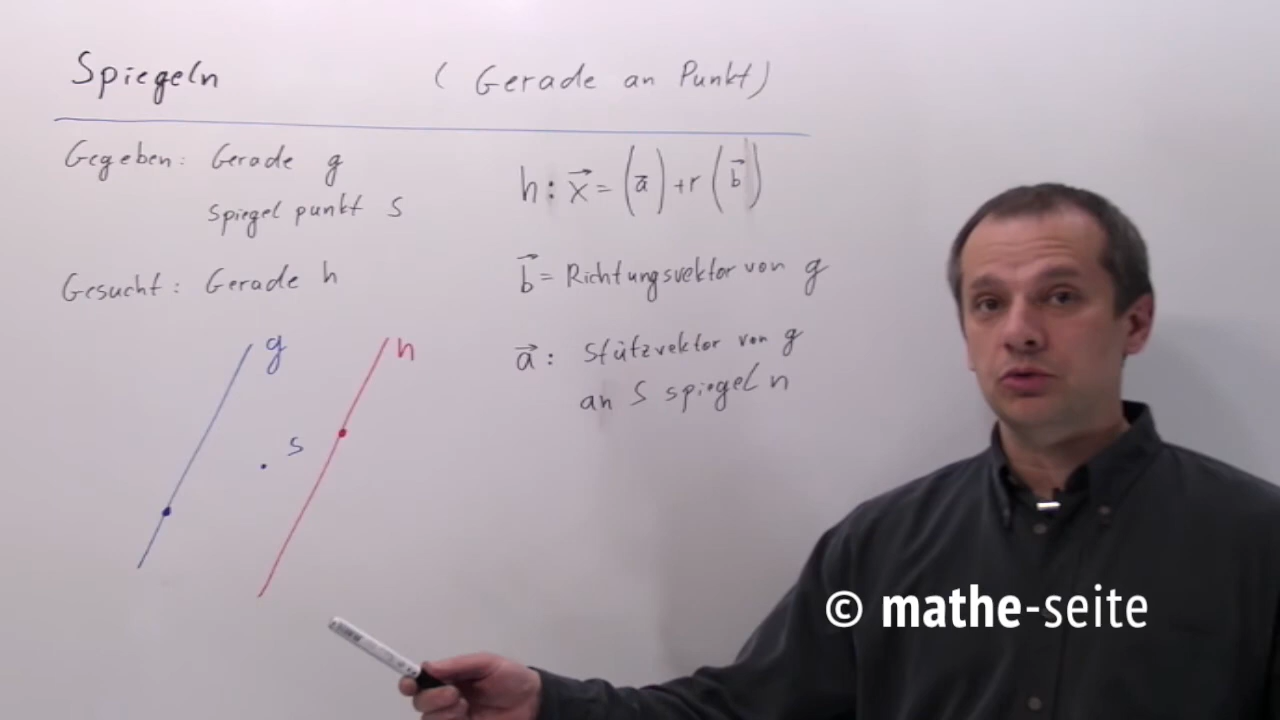 Spiegeln (Gerade an Punkt)
Gegeben: Gerade g
Spiegelpunkt S
Gesucht: Gerade h
h: x⃗ = (a⃗) + r (b⃗)
b⃗ = Richtungsvektor von g
a⃗: Stützvektor von g
an S spiegeln
g
h
S
© mathe-seite